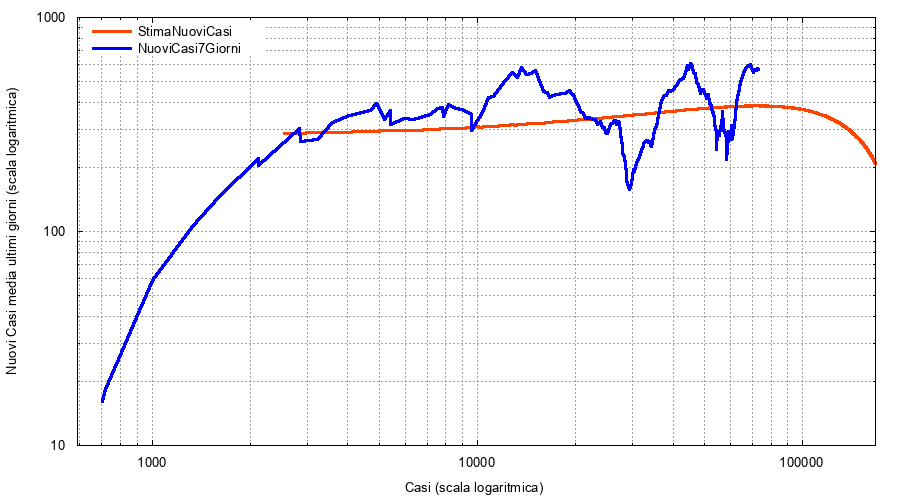 1000
StimaNuoviCasi
NuoviCasi7Giorni
100
10
Nuovi Casi media ultimi giorni (scala logaritmica)
1000
10000
100000
Casi (scala logaritmica)